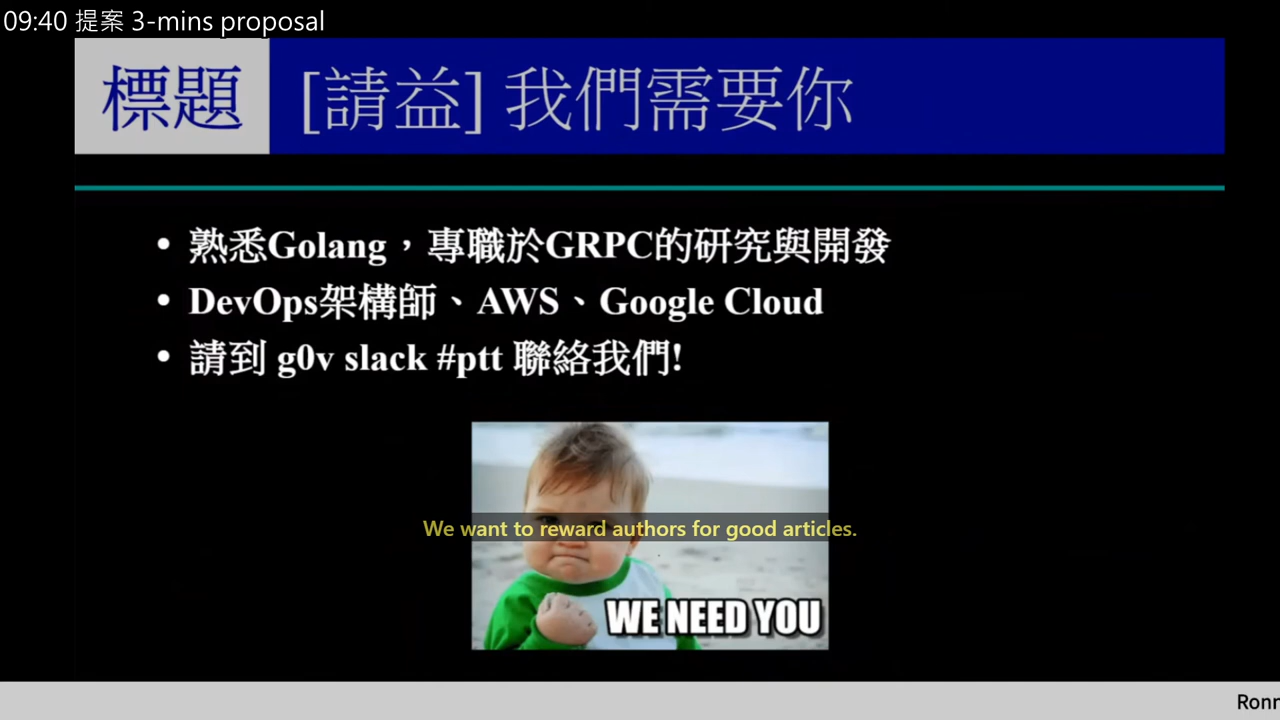 09:40 提案 3-mins proposal
標題 [請益] 我們需要你
• 熟悉Golang，專職於GRPC的研究與開發
• DevOps架構師、AWS、Google Cloud
• 請到 g0v slack #ptt 聯絡我們!
We want to reward authors for good articles.
WE NEED YOU